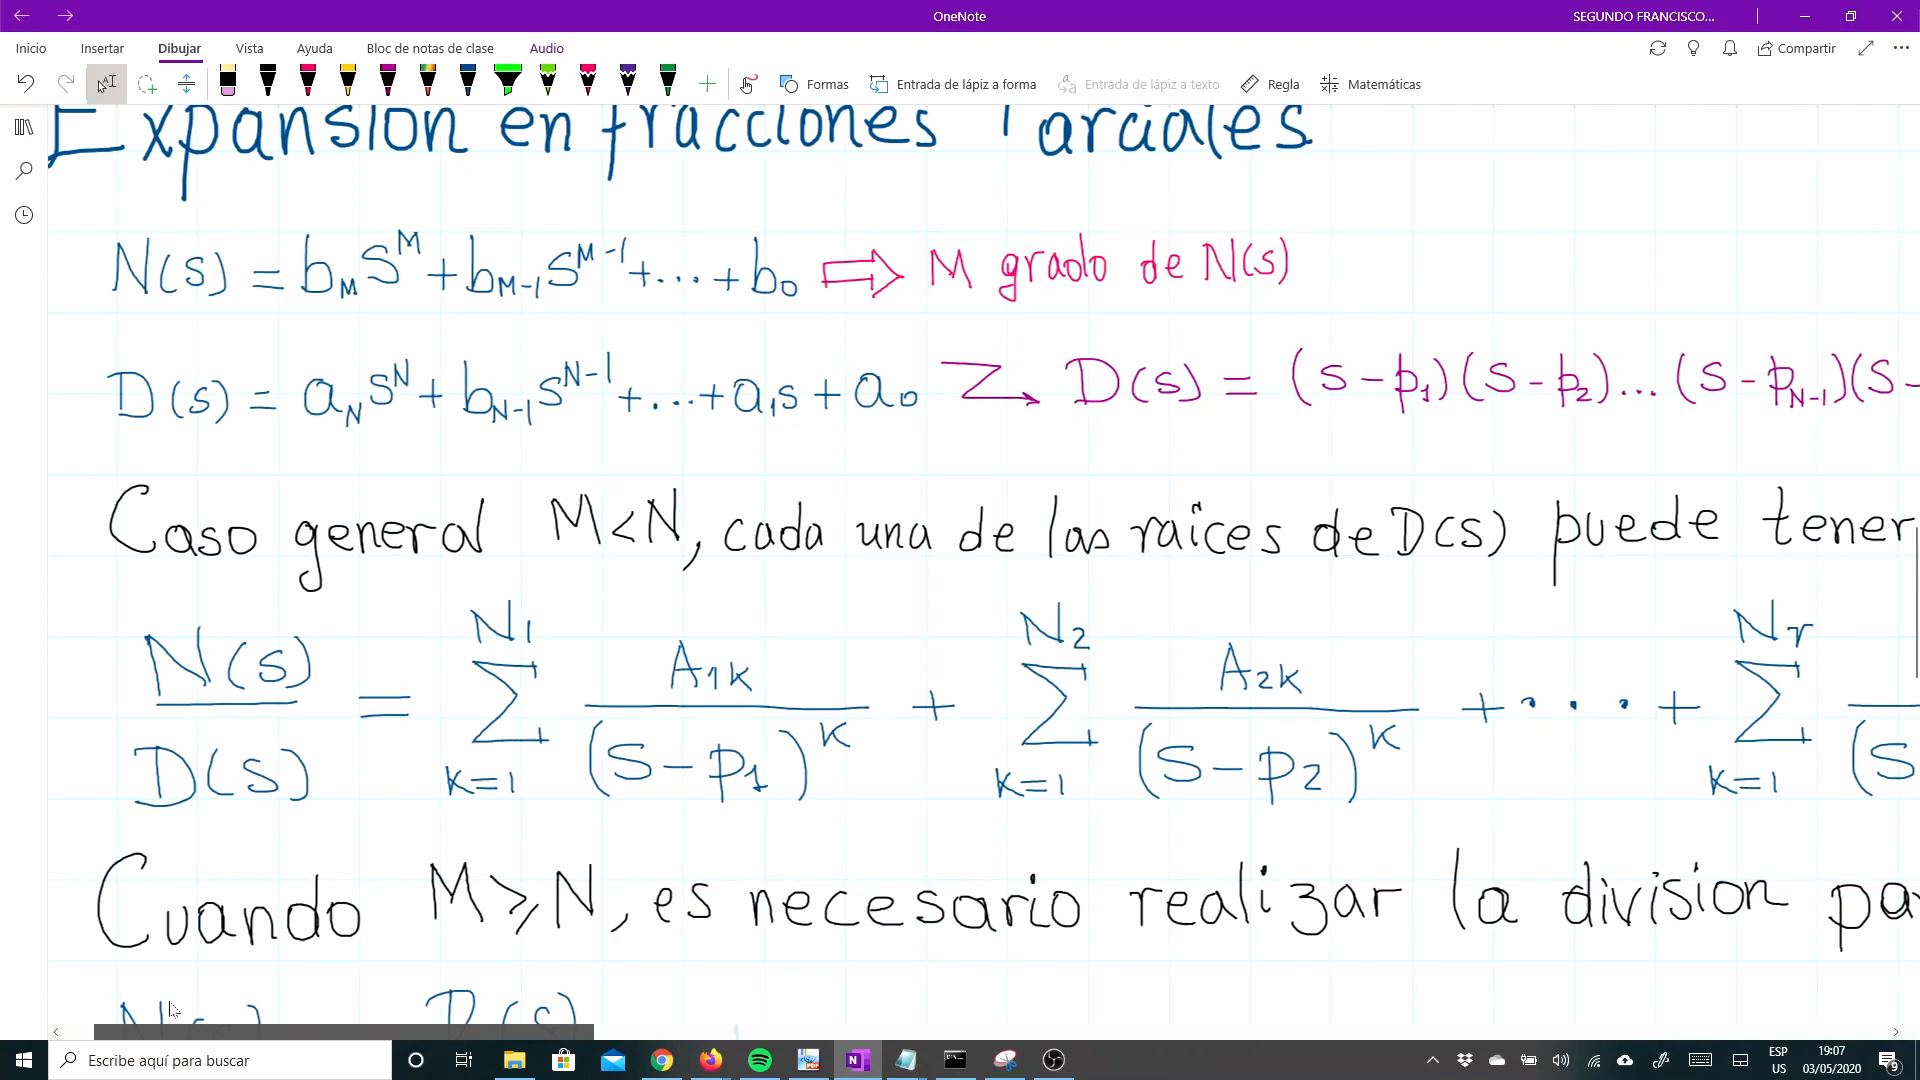 OneNote
SEGUNDO FRANCISCO...
Inicio Insertar Dibujar Vista Ayuda Bloc de notas de clase Audio
Compartir
Formas Entrada de lápiz a forma Entrada de lápiz a texto Regla Matemáticas
Expansion en fracciones Parciales
N(s) = b_M s^M + b_{M-1} s^{M-1} + ... + b_0 ⇒ M grado de N(s)
D(s) = a_N s^N + b_{N-1} s^{N-1} + ... + a_1 s + a_0 → D(s) = (s-p_1)(s-p_2)...(s-p_{N-1})(s-
Caso general M<N, cada una de las raices de D(s) puede tener
N(s)/D(s) = ∑_{k=1}^{N_1} A_{1k}/(s-p_1)^k + ∑_{k=1}^{N_2} A_{2k}/(s-p_2)^k + ... + ∑_{k=1}^{N_r} (s
Cuando M≥N, es necesario realizar la division pa
N(s) D(s)
Escribe aquí para buscar
ESP
US
19:07
03/05/2020
9